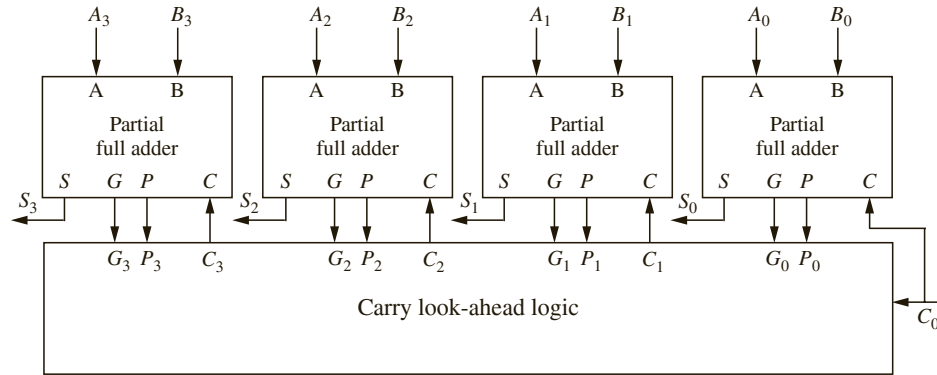 A₃ B₃ A₂ B₂ A₁ B₁ A₀ B₀
A B A B A B A B
Partial Partial Partial Partial
full adder full adder full adder full adder
S G P C S G P C S G P C S G P C
S₃ S₂ S₁ S₀
G₃ P₃ C₃ G₂ P₂ C₂ G₁ P₁ C₁ G₀ P₀
Carry look-ahead logic
C₀